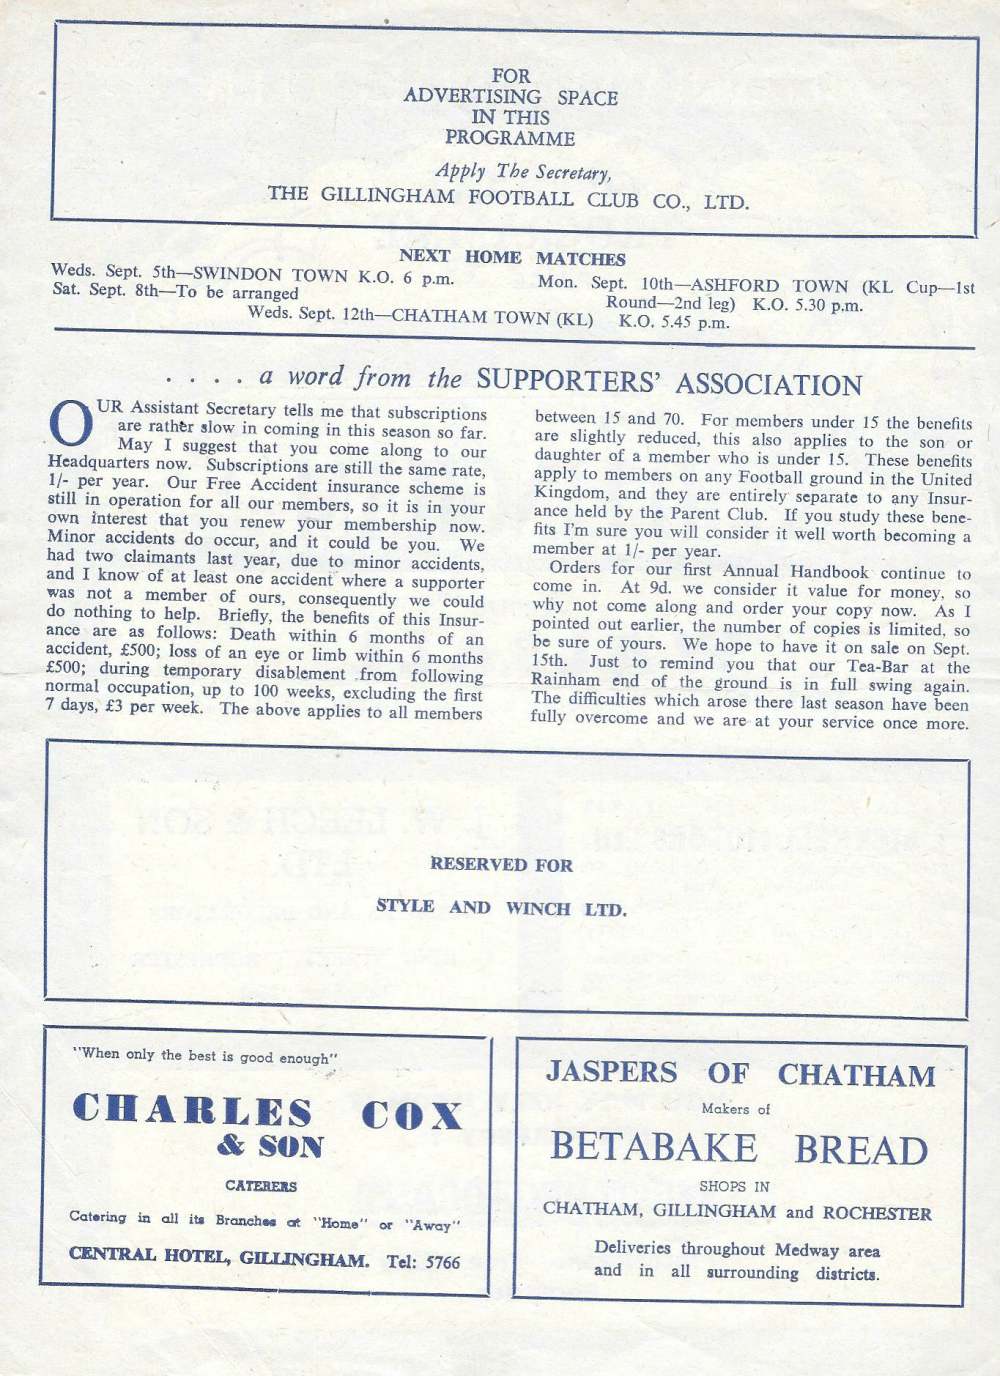 FOR
ADVERTISING SPACE
IN THIS
PROGRAMME
Apply The Secretary,
THE GILLINGHAM FOOTBALL CLUB CO., LTD.
NEXT HOME MATCHES
Weds. Sept. 5th—SWINDON TOWN K.O. 6 p.m.
Sat. Sept. 8th—To be arranged
Mon. Sept. 10th—ASHFORD TOWN (KL Cup—1st
Round—2nd leg) K.O. 5.30 p.m.
Weds. Sept. 12th—CHATHAM TOWN (KL) K.O. 5.45 p.m.
. . . . a word from the SUPPORTERS' ASSOCIATION
OUR Assistant Secretary tells me that subscriptions
are rather slow in coming in this season so far.
May I suggest that you come along to our
Headquarters now. Subscriptions are still the same rate,
1/- per year. Our Free Accident insurance scheme is
still in operation for all our members, so it is in your
own interest that you renew your membership now.
Minor accidents do occur, and it could be you. We
had two claimants last year, due to minor accidents,
and I know of at least one accident where a supporter
was not a member of ours, consequently we could
do nothing to help. Briefly, the benefits of this Insur-
ance are as follows: Death within 6 months of an
accident, £500; loss of an eye or limb within 6 months
£500; during temporary disablement from following
normal occupation, up to 100 weeks, excluding the first
7 days, £3 per week. The above applies to all members
between 15 and 70. For members under 15 the benefits
are slightly reduced, this also applies to the son or
daughter of a member who is under 15. These benefits
apply to members on any Football ground in the United
Kingdom, and they are entirely separate to any Insur-
ance held by the Parent Club. If you study these bene-
fits I'm sure you will consider it well worth becoming a
member at 1/- per year.
Orders for our first Annual Handbook continue to
come in. At 9d. we consider it value for money, so
why not come along and order your copy now. As I
pointed out earlier, the number of copies is limited, so
be sure of yours. We hope to have it on sale on Sept.
15th. Just to remind you that our Tea-Bar at the
Rainham end of the ground is in full swing again.
The difficulties which arose there last season have been
fully overcome and we are at your service once more.
RESERVED FOR
STYLE AND WINCH LTD.
"When only the best is good enough"
CHARLES COX
& SON
CATERERS
Catering in all its Branches at "Home" or "Away"
CENTRAL HOTEL, GILLINGHAM. Tel: 5766
JASPERS OF CHATHAM
Makers of
BETABAKE BREAD
SHOPS IN
CHATHAM, GILLINGHAM and ROCHESTER
Deliveries throughout Medway area
and in all surrounding districts.